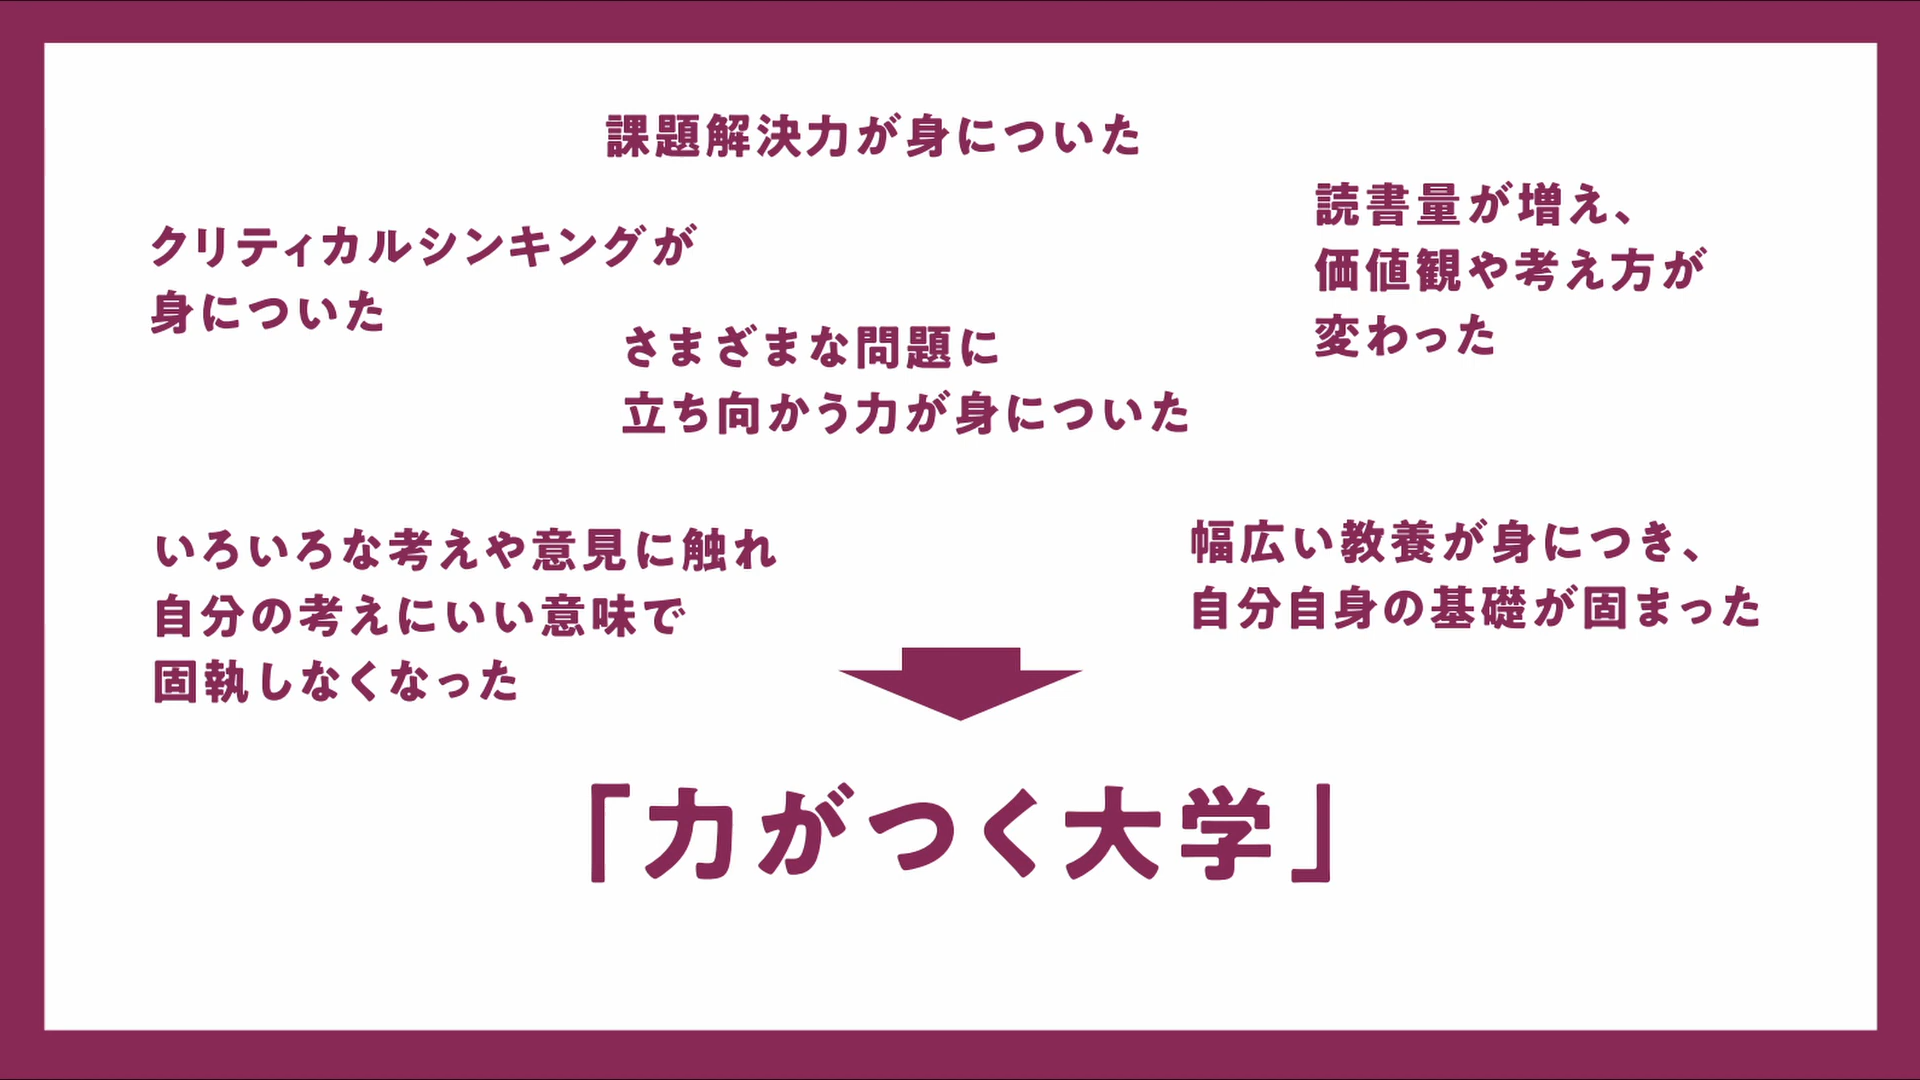 課題解決力が身についた
クリティカルシンキングが
身についた
読書量が増え、
価値観や考え方が
変わった
さまざまな問題に
立ち向かう力が身についた
いろいろな考えや意見に触れ
自分の考えにいい意味で
固執しなくなった
幅広い教養が身につき、
自分自身の基礎が固まった
「力がつく大学」